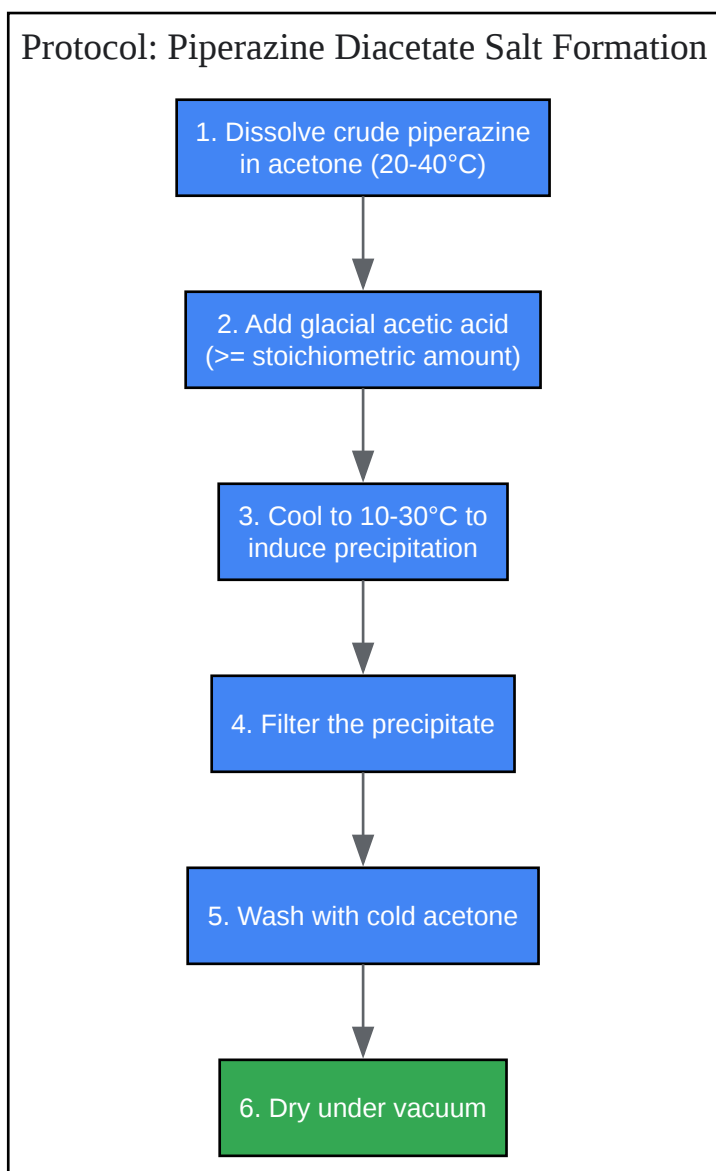 Protocol: Piperazine Diacetate Salt Formation
1. Dissolve crude piperazine
in acetone (20-40°C)
2. Add glacial acetic acid
(>= stoichiometric amount)
3. Cool to 10-30°C to
induce precipitation
4. Filter the precipitate
5. Wash with cold acetone
6. Dry under vacuum